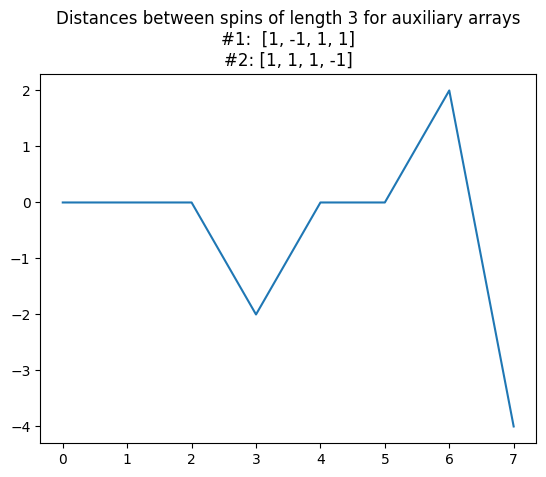 Distances between spins of length 3 for auxiliary arrays
#1:  [1, -1, 1, 1]
#2: [1, 1, 1, -1]
2
1
0
−1
−2
−3
−4
0 1 2 3 4 5 6 7